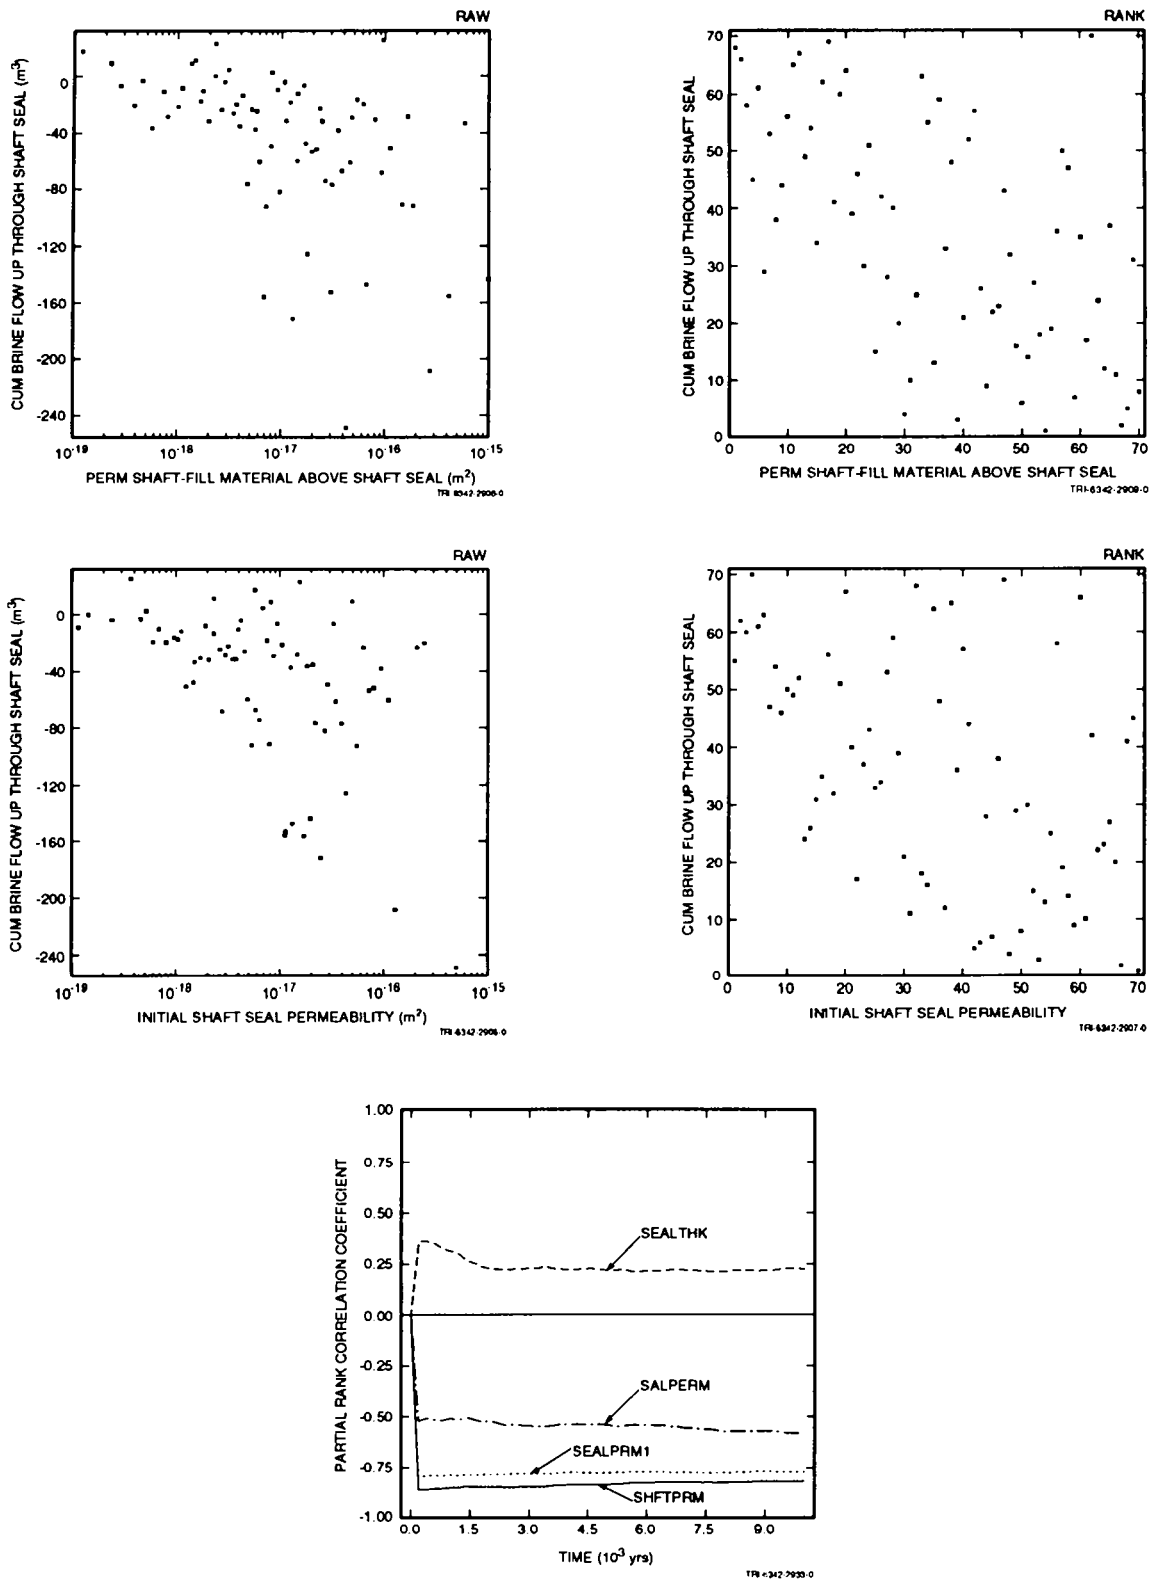 RAW
CUM BRINE FLOW UP THROUGH SHAFT SEAL (m³)
0
-40
-80
-120
-160
-200
-240
10⁻¹⁹ 10⁻¹⁸ 10⁻¹⁷ 10⁻¹⁶ 10⁻¹⁵
PERM SHAFT-FILL MATERIAL ABOVE SHAFT SEAL (m²)
RANK
CUM BRINE FLOW UP THROUGH SHAFT SEAL
70
60
50
40
30
20
10
0
0 10 20 30 40 50 60 70
PERM SHAFT-FILL MATERIAL ABOVE SHAFT SEAL
TRI-6342-2909-0
RAW
CUM BRINE FLOW UP THROUGH SHAFT SEAL (m³)
0
-40
-80
-120
-160
-200
-240
10⁻¹⁹ 10⁻¹⁸ 10⁻¹⁷ 10⁻¹⁶ 10⁻¹⁵
INITIAL SHAFT SEAL PERMEABILITY (m²)
RANK
CUM BRINE FLOW UP THROUGH SHAFT SEAL
70
60
50
40
30
20
10
0
0 10 20 30 40 50 60 70
INITIAL SHAFT SEAL PERMEABILITY
TRI-6342-2907-0
PARTIAL RANK CORRELATION COEFFICIENT
1.00
0.75
0.50
0.25
0.00
-0.25
-0.50
-0.75
-1.00
SEALTHK
SALPERM
SEALPRM1
SHFTPRM
0.0 1.5 3.0 4.5 6.0 7.5 9.0
TIME (10³ yrs)